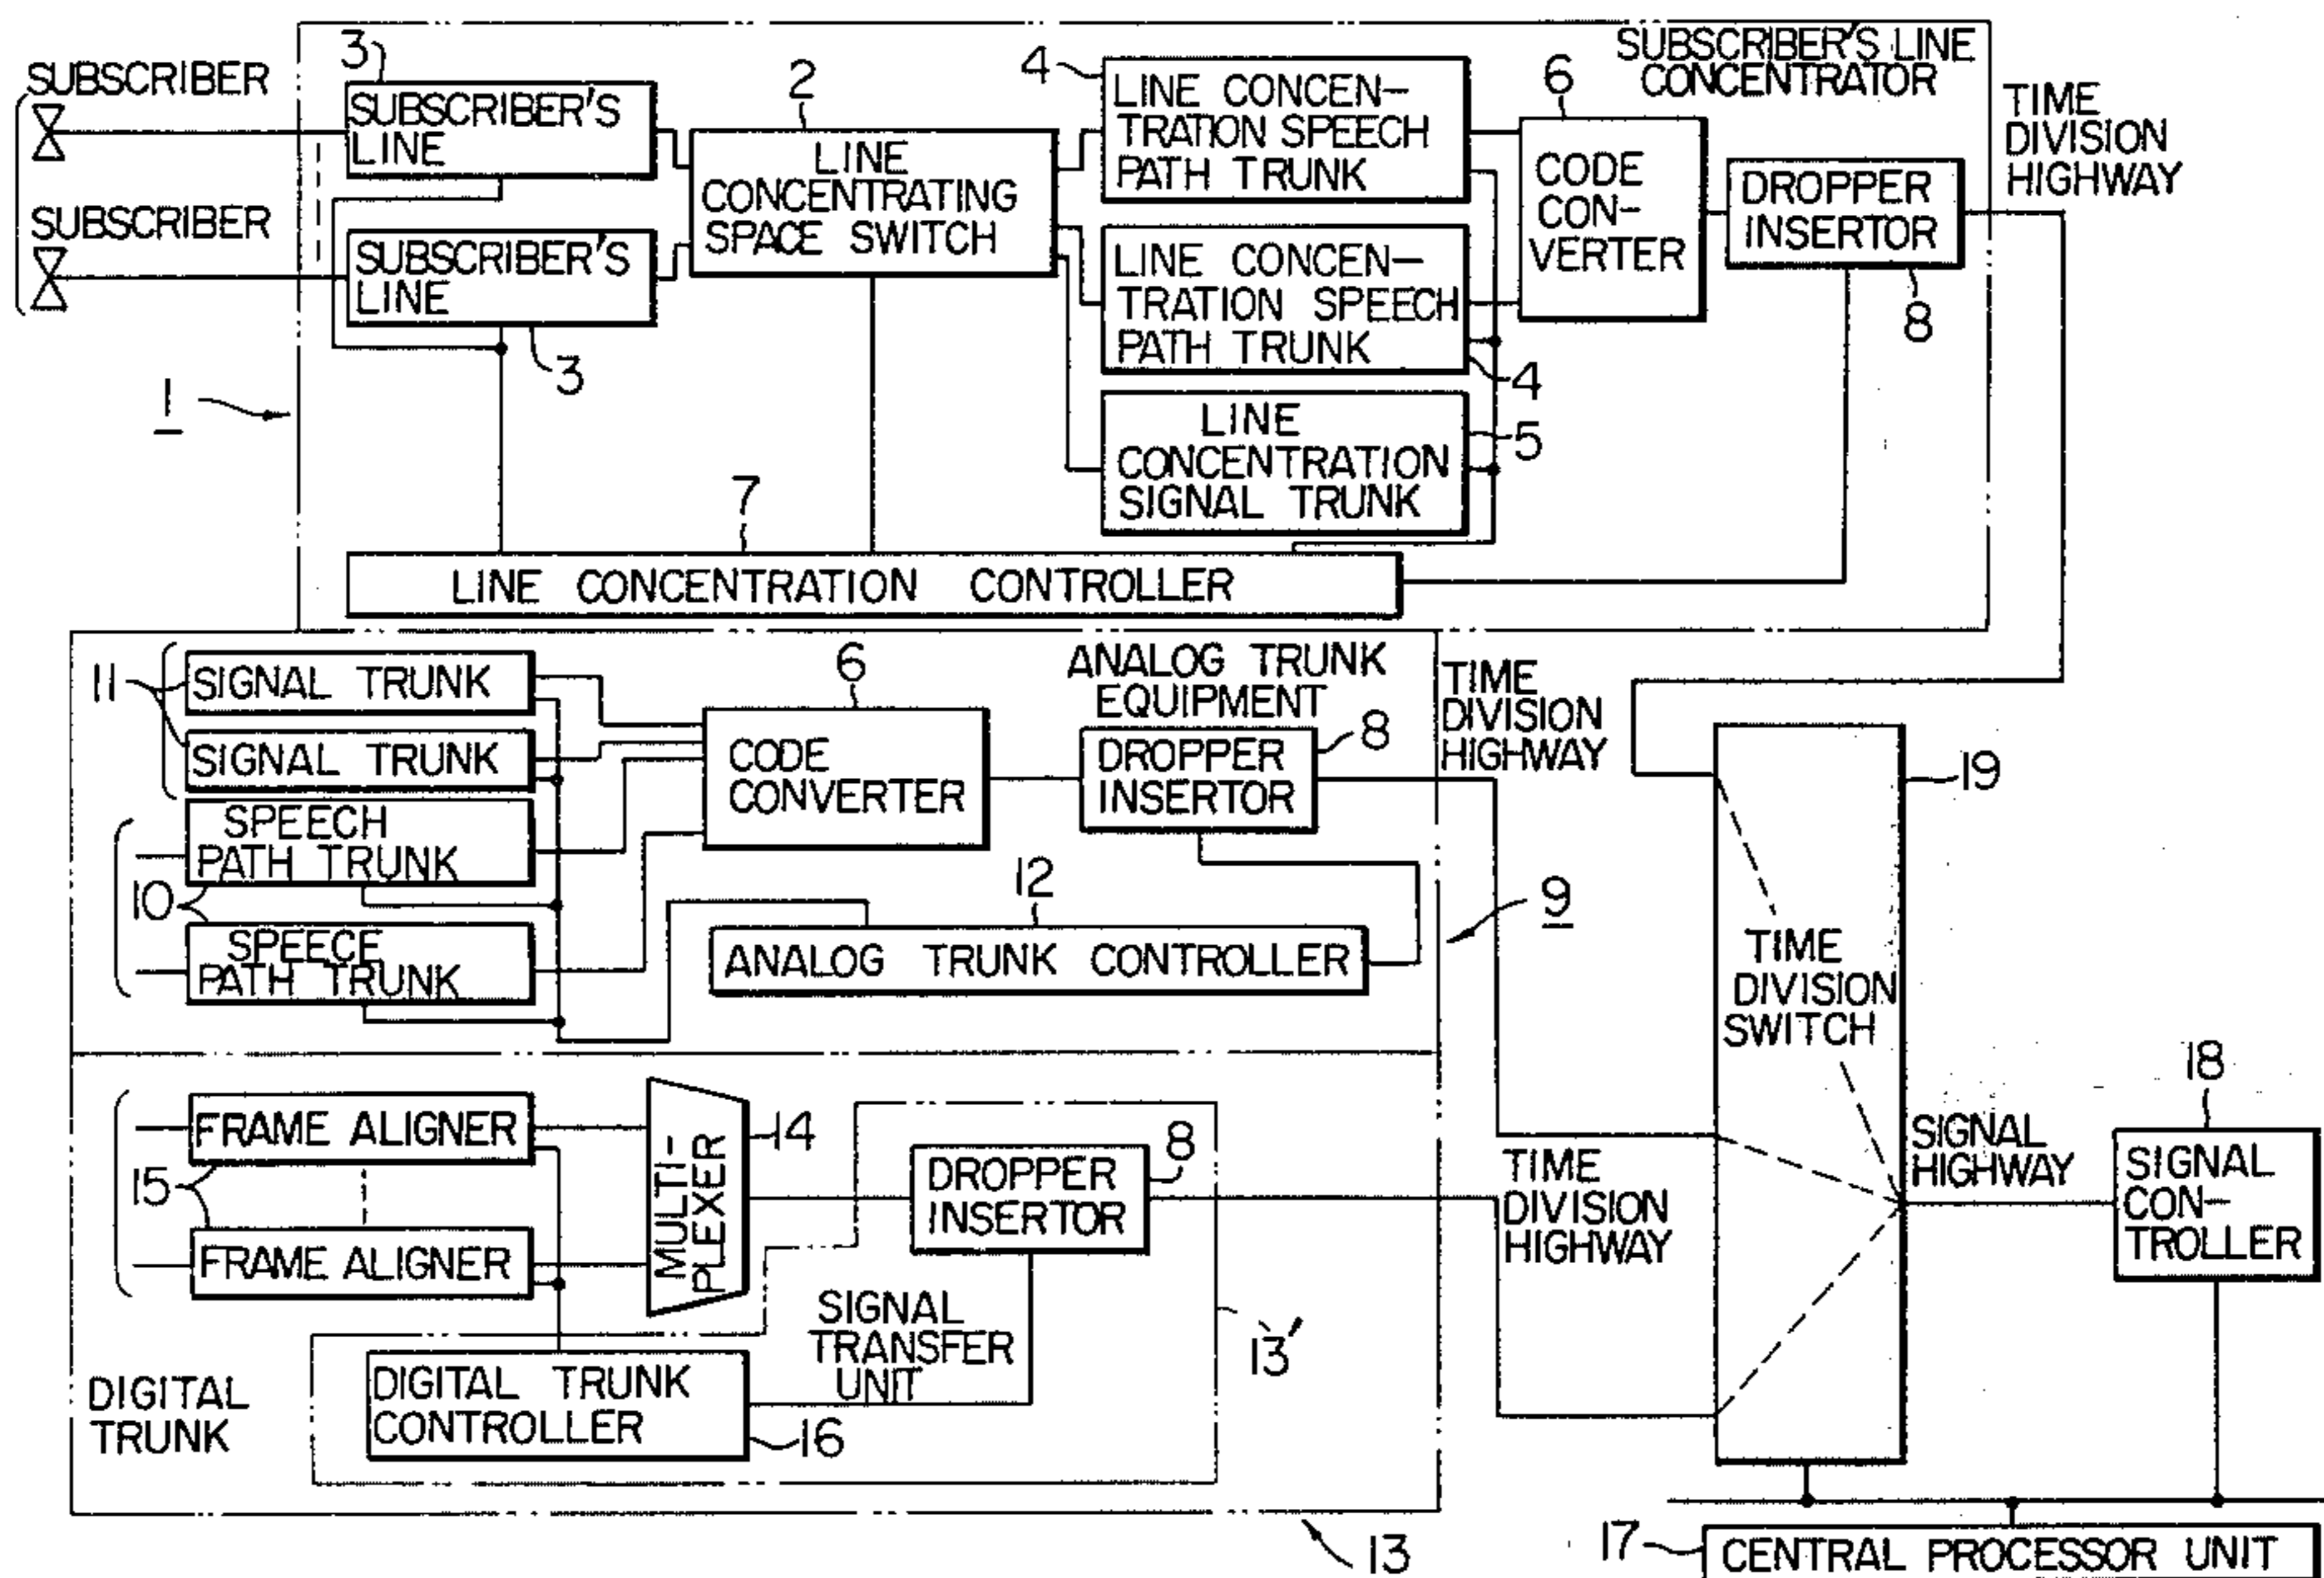 SUBSCRIBER
SUBSCRIBER
1
3
SUBSCRIBER'S
LINE
SUBSCRIBER'S
LINE
3
2
LINE
CONCENTRATING
SPACE SWITCH
4
LINE CONCEN-
TRATION SPEECH
PATH TRUNK
LINE CONCEN-
TRATION SPEECH
PATH TRUNK
4
LINE
CONCENTRATION
SIGNAL TRUNK
5
6
CODE
CON-
VERTER
SUBSCRIBER'S LINE
CONCENTRATOR
DROPPER
INSERTOR
8
TIME
DIVISION
HIGHWAY
7
LINE CONCENTRATION CONTROLLER
11
SIGNAL TRUNK
SIGNAL TRUNK
SPEECH
PATH TRUNK
10
SPEECE
PATH TRUNK
6
CODE
CONVERTER
ANALOG TRUNK
EQUIPMENT
DROPPER
INSERTOR
8
TIME
DIVISION
HIGHWAY
12
ANALOG TRUNK CONTROLLER
9
15
FRAME ALIGNER
FRAME ALIGNER
MULTI-
PLEXER
14
DROPPER
INSERTOR
8
TIME
DIVISION
HIGHWAY
SIGNAL
TRANSFER
UNIT
13'
DIGITAL
TRUNK
DIGITAL TRUNK
CONTROLLER
16
13
19
TIME
DIVISION
SWITCH
SIGNAL
HIGHWAY
18
SIGNAL
CON-
TROLLER
17
CENTRAL PROCESSOR UNIT